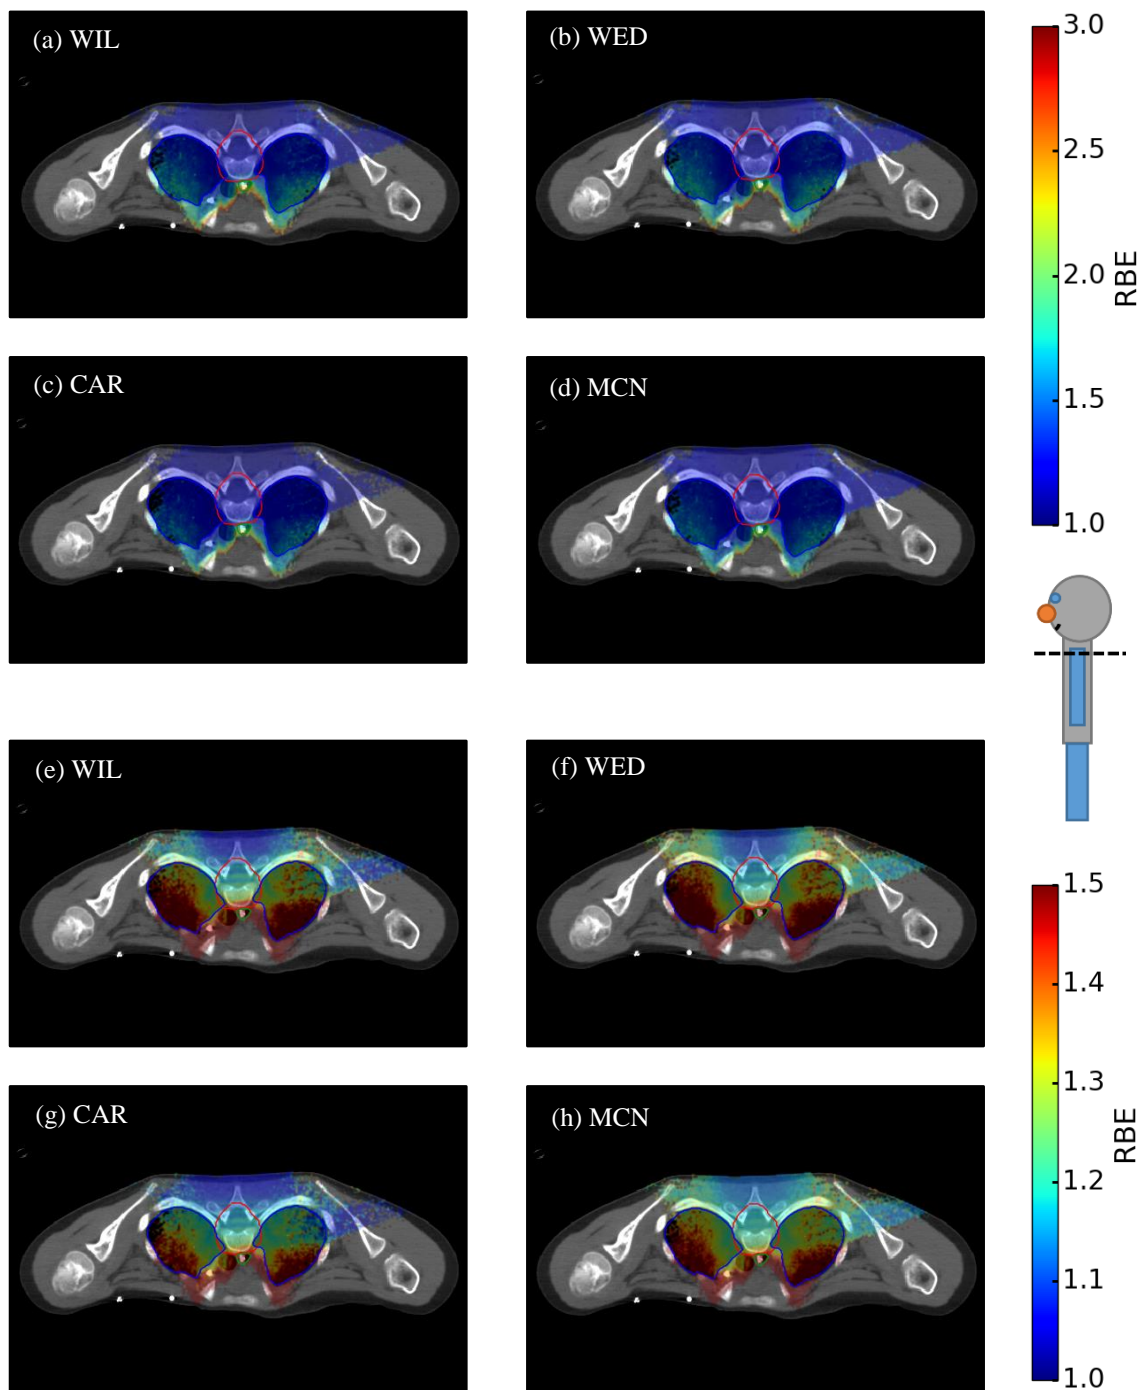 (a) WIL
(b) WED
3.0
2.5
2.0
1.5
1.0
RBE
(c) CAR
(d) MCN
(e) WIL
(f) WED
(g) CAR
(h) MCN
1.5
1.4
1.3
1.2
1.1
1.0
RBE